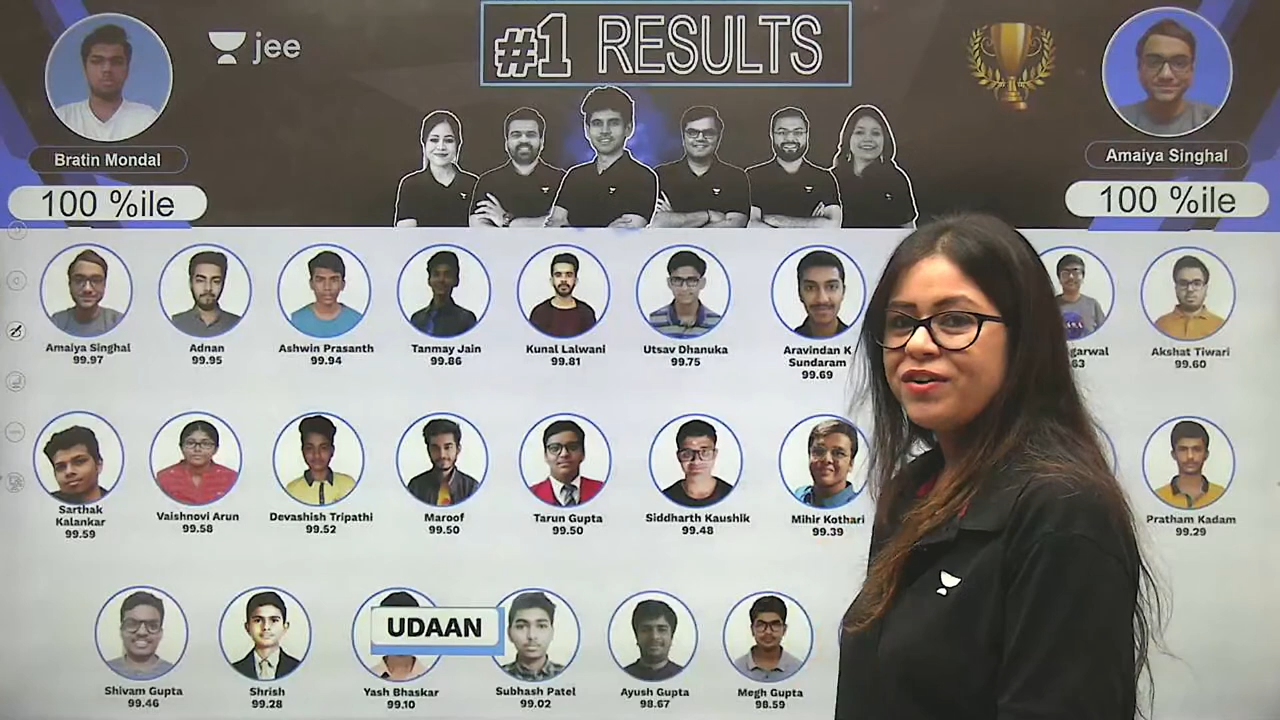 jee
#1 RESULTS
Bratin Mondal
100 %ile
Amaiya Singhal
100 %ile
Amaiya Singhal
99.97
Adnan
99.95
Ashwin Prasanth
99.94
Tanmay Jain
99.86
Kunal Lalwani
99.81
Utsav Dhanuka
99.75
Aravindan K
Sundaram
99.69
garwal
63
Akshat Tiwari
99.60
Sarthak
Kalankar
99.59
Vaishnovi Arun
99.58
Devashish Tripathi
99.52
Maroof
99.50
Tarun Gupta
99.50
Siddharth Kaushik
99.48
Mihir Kothari
99.39
Pratham Kadam
99.29
UDAAN
Shivam Gupta
99.46
Shrish
99.28
Yash Bhaskar
99.10
Subhash Patel
99.02
Ayush Gupta
98.67
Megh Gupta
98.59